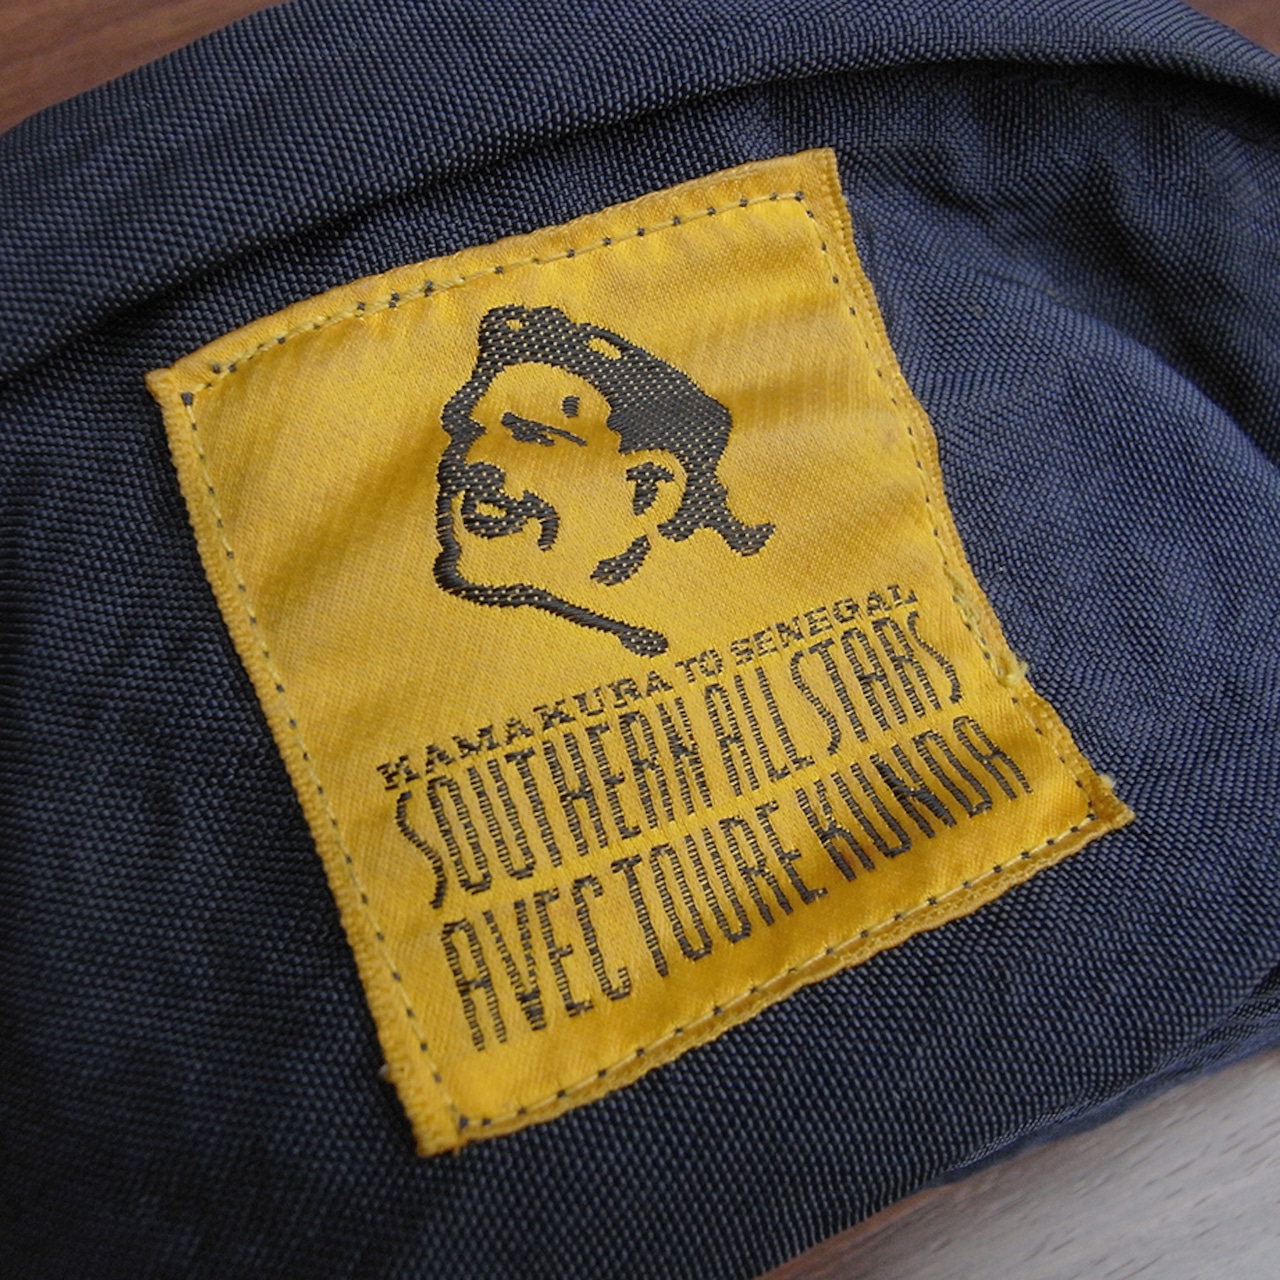 KAMAKURA TO SENEGAL
SOUTHERN ALL STARS
AVEC TOURE KUNDA